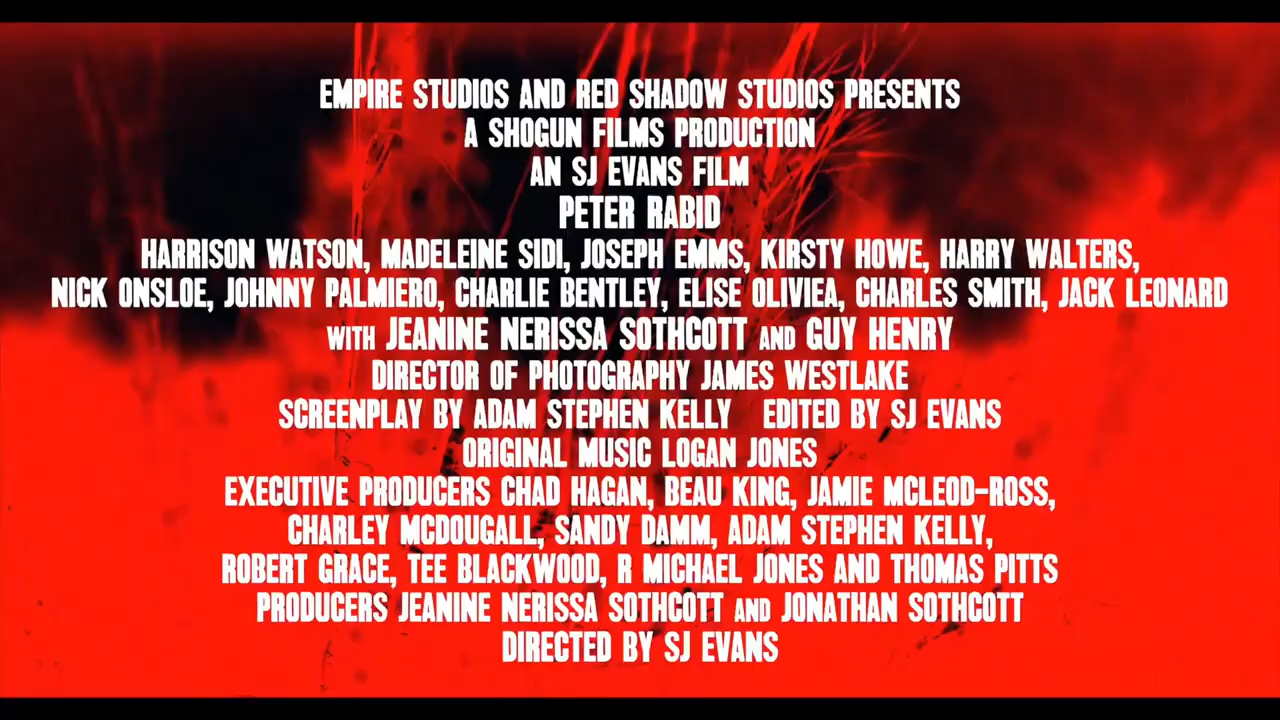 EMPIRE STUDIOS AND RED SHADOW STUDIOS PRESENTS
A SHOGUN FILMS PRODUCTION
AN SJ EVANS FILM
PETER RABID
HARRISON WATSON, MADELEINE SIDI, JOSEPH EMMS, KIRSTY HOWE, HARRY WALTERS,
NICK ONSLOE, JOHNNY PALMIERO, CHARLIE BENTLEY, ELISE OLIVIEA, CHARLES SMITH, JACK LEONARD
WITH JEANINE NERISSA SOTHCOTT AND GUY HENRY
DIRECTOR OF PHOTOGRAPHY JAMES WESTLAKE
SCREENPLAY BY ADAM STEPHEN KELLY EDITED BY SJ EVANS
ORIGINAL MUSIC LOGAN JONES
EXECUTIVE PRODUCERS CHAD HAGAN, BEAU KING, JAMIE MCLEOD-ROSS,
CHARLEY MCDOUGALL, SANDY DAMM, ADAM STEPHEN KELLY,
ROBERT GRACE, TEE BLACKWOOD, R MICHAEL JONES AND THOMAS PITTS
PRODUCERS JEANINE NERISSA SOTHCOTT AND JONATHAN SOTHCOTT
DIRECTED BY SJ EVANS